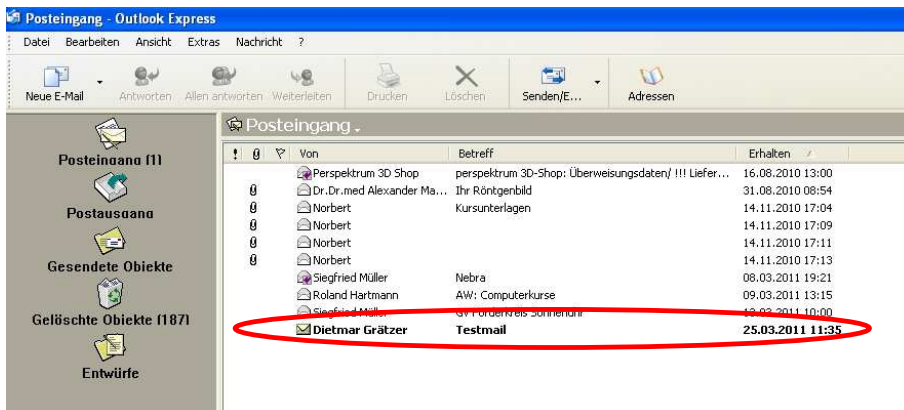 Posteingang - Outlook Express
Datei Bearbeiten Ansicht Extras Nachricht ?
Neue E-Mail Antworten Allen antworten Weiterleiten Drucken Löschen Senden/E... Adressen
Posteingang
Posteingang (1)
Postausgang
Gesendete Objekte
Gelöschte Objekte (187)
Entwürfe
! Von Betreff Erhalten
Perspektrum 3D Shop perspektrum 3D-Shop: Überweisungsdaten/ !!! Liefer... 16.08.2010 13:00
Dr.Dr.med Alexander Ma... Ihr Röntgenbild 31.08.2010 08:54
Norbert Kursunterlagen 14.11.2010 17:04
Norbert 14.11.2010 17:09
Norbert 14.11.2010 17:11
Norbert 14.11.2010 17:13
Siegfried Müller Nebra 08.03.2011 19:21
Roland Hartmann AW: Computerkurse 09.03.2011 13:15
Siegfried Müller GV Förderkreis Sonnenuhr 10:00
Dietmar Grätzer Testmail 25.03.2011 11:35